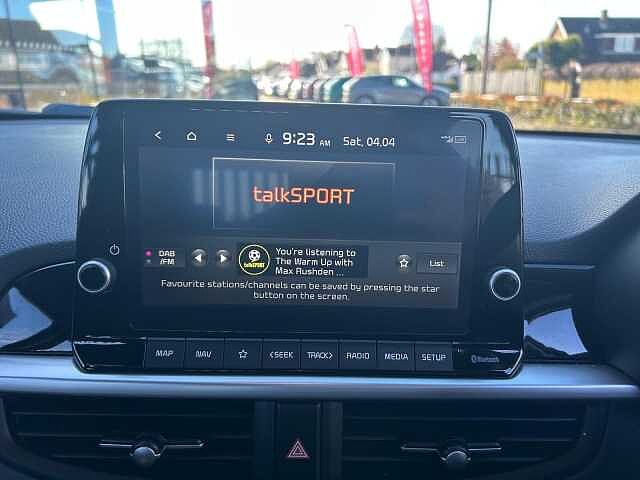 9:23 AM Sat, 04.04
talkSPORT
DAB
/FM
talkSPORT
You're listening to
The Warm Up with
Max Rushden ...
List
Favourite stations/channels can be saved by pressing the star
button on the screen.
MAP NAV <SEEK TRACK> RADIO MEDIA SETUP Bluetooth